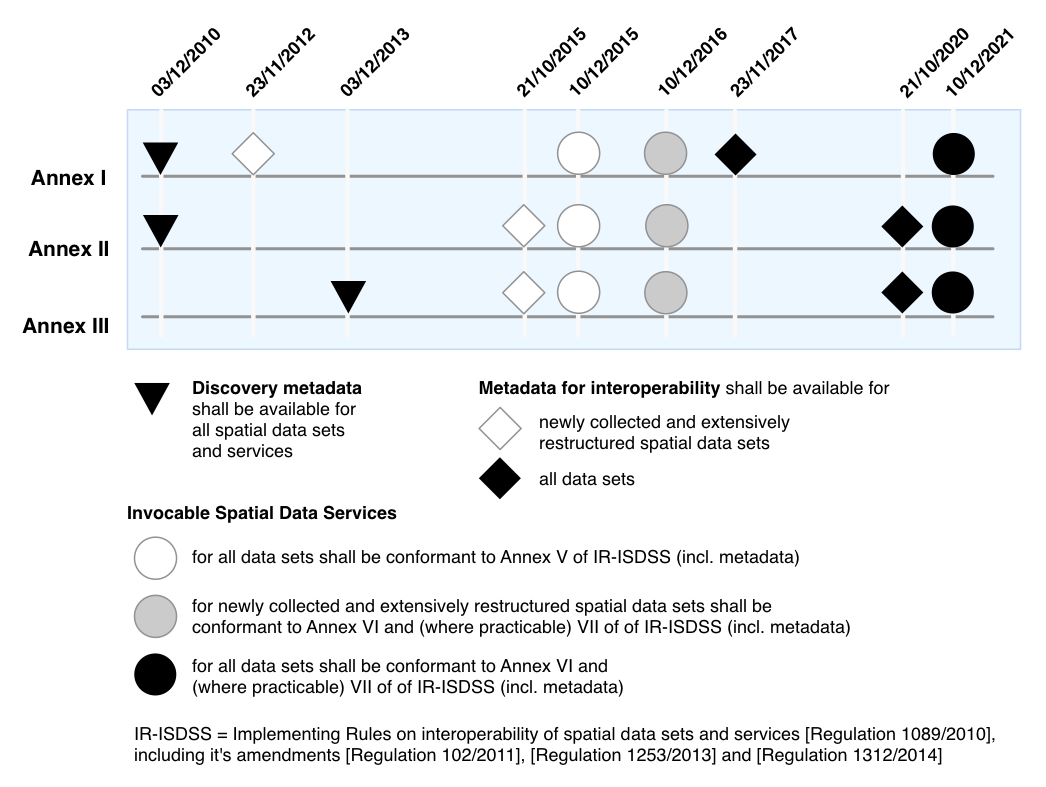 03/12/2010
23/11/2012
03/12/2013
21/10/2015
10/12/2015
10/12/2016
23/11/2017
21/10/2020
10/12/2021
Annex I
Annex II
Annex III
Discovery metadata
shall be available for
all spatial data sets
and services
Metadata for interoperability shall be available for
newly collected and extensively
restructured spatial data sets
all data sets
Invocable Spatial Data Services
for all data sets shall be conformant to Annex V of IR-ISDSS (incl. metadata)
for newly collected and extensively restructured spatial data sets shall be
conformant to Annex VI and (where practicable) VII of of IR-ISDSS (incl. metadata)
for all data sets shall be conformant to Annex VI and
(where practicable) VII of of IR-ISDSS (incl. metadata)
IR-ISDSS = Implementing Rules on interoperability of spatial data sets and services [Regulation 1089/2010],
including it's amendments [Regulation 102/2011], [Regulation 1253/2013] and [Regulation 1312/2014]